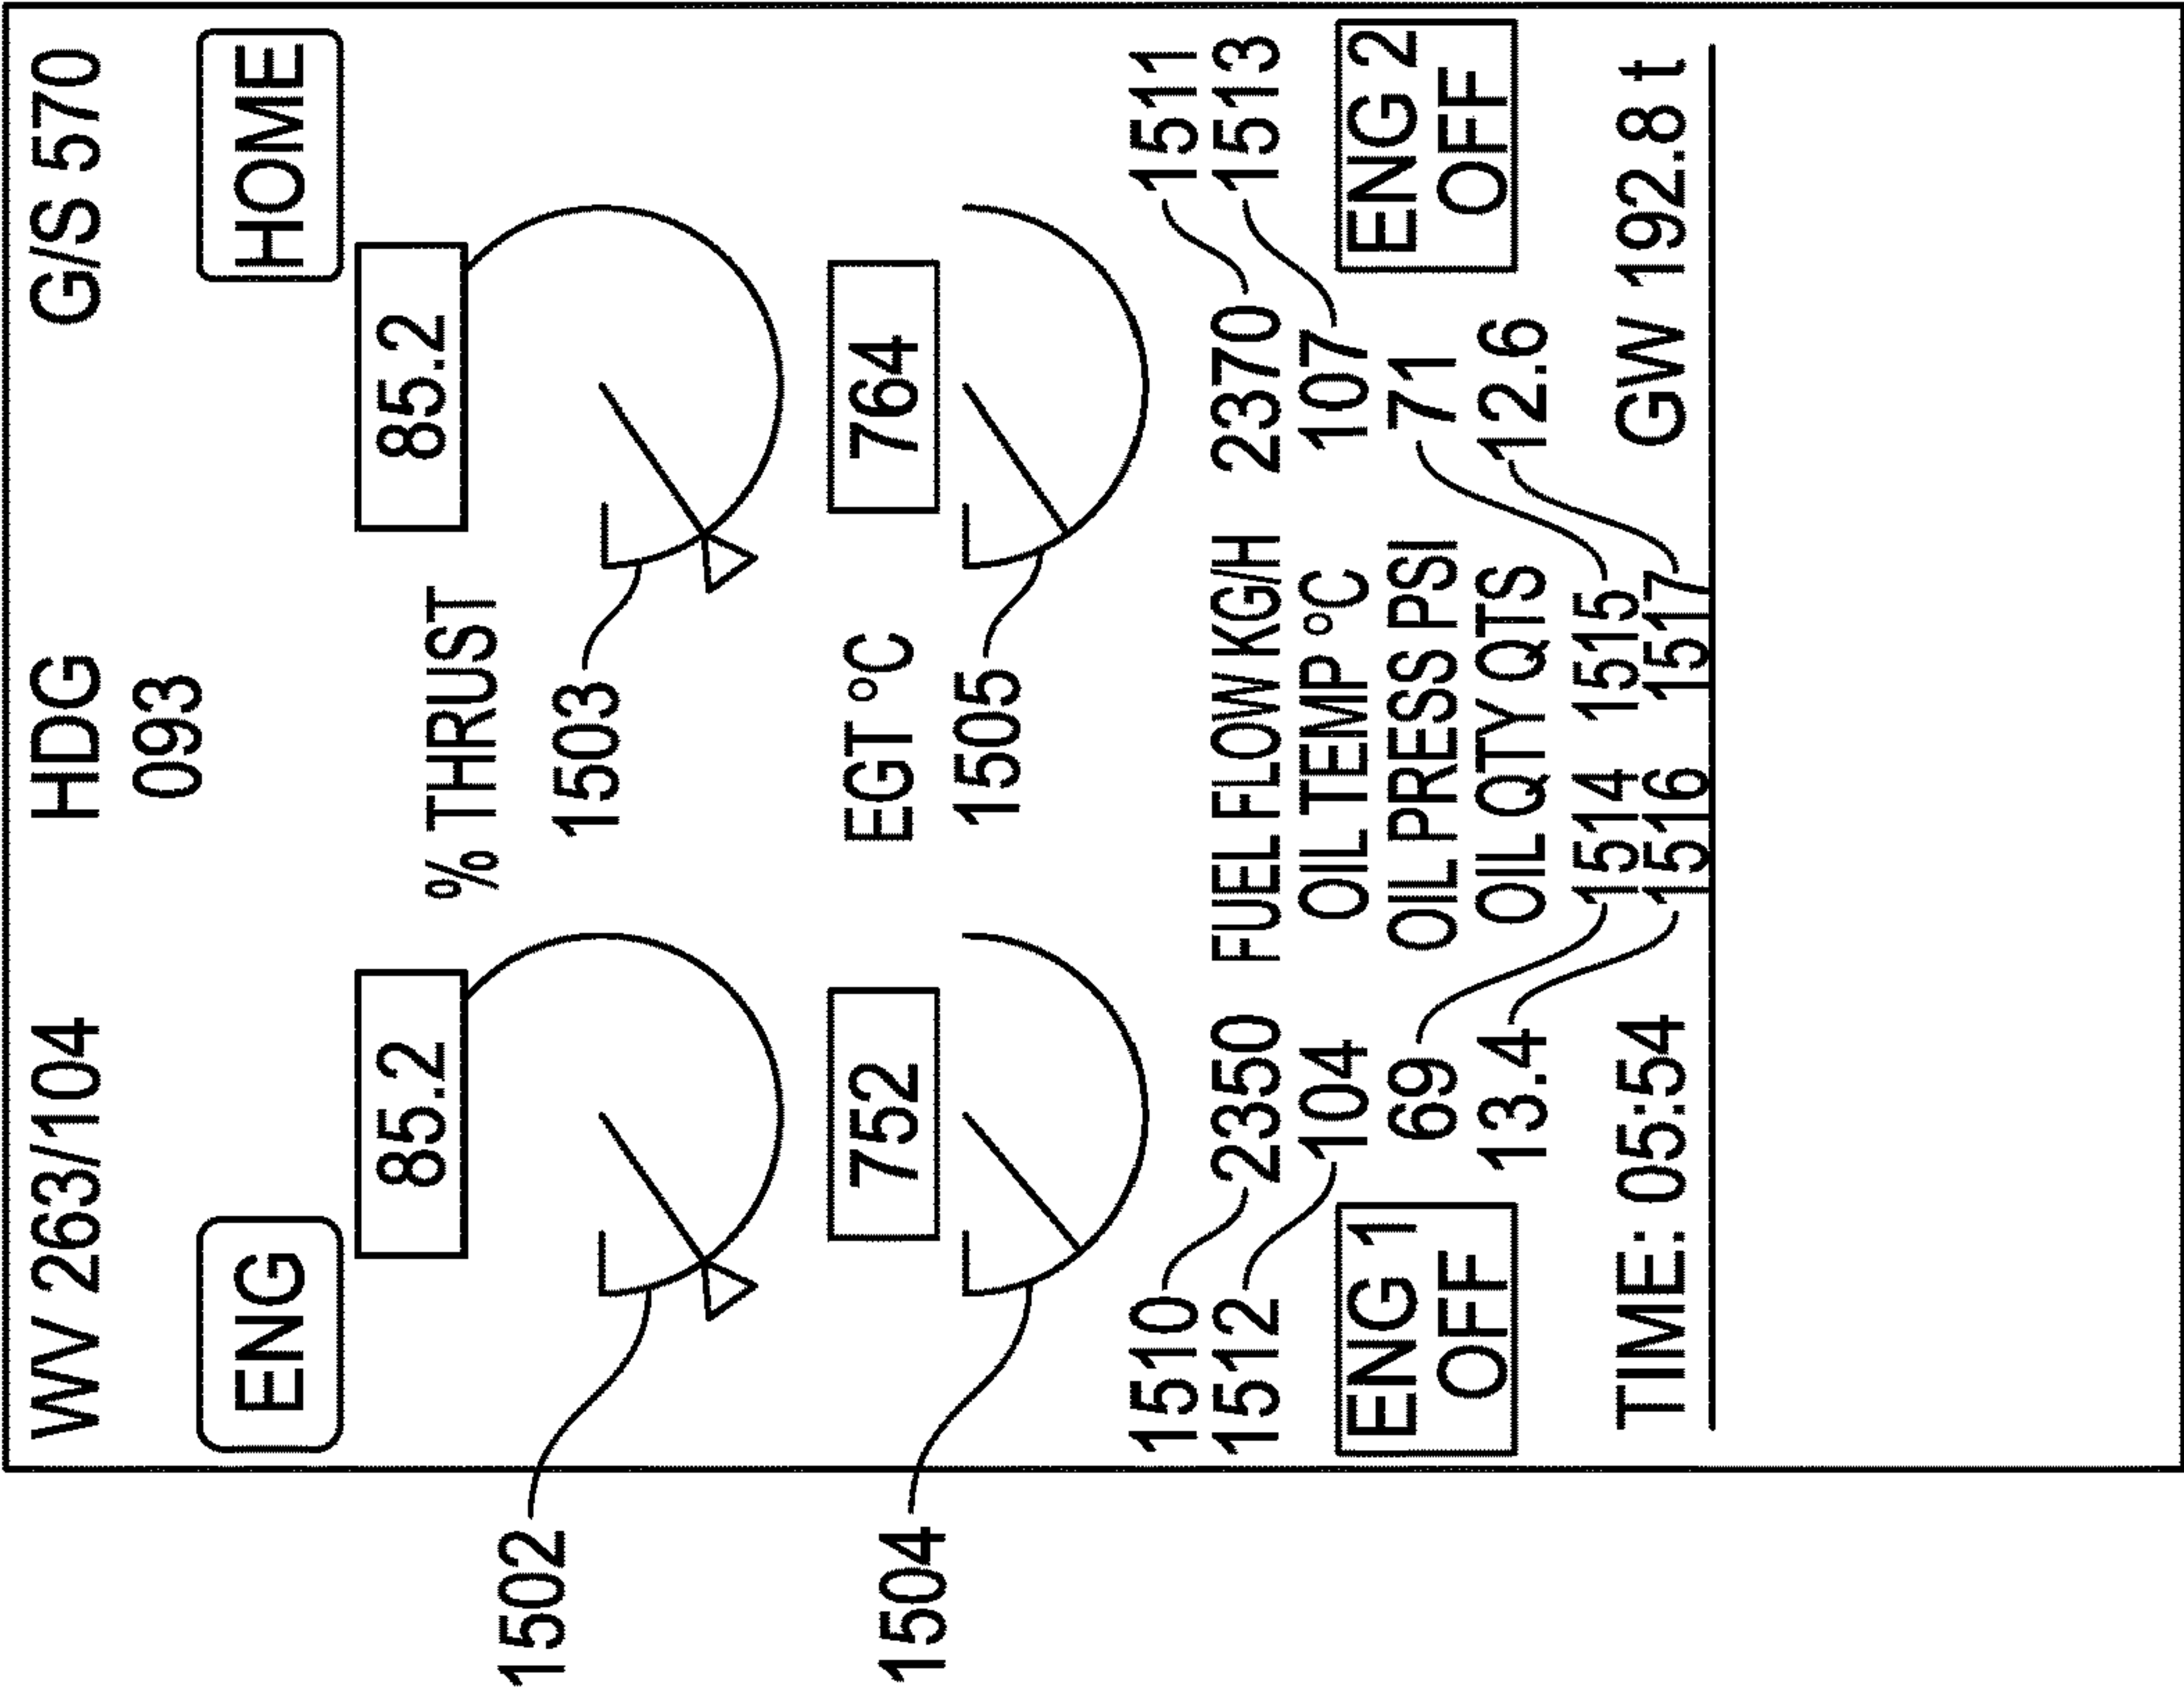 WV 263/104 HDG G/S 570
093
ENG HOME
85.2 % THRUST 85.2
1502 1503
752 EGT °C 764
1504 1505
1510 1511
1512 2350 FUEL FLOW KG/H 2370 1513
104 OIL TEMP °C 107
ENG 1 69 OIL PRESS PSI 71 ENG 2
OFF 13.4 OIL QTY QTS 12.6 OFF
1514 1515
TIME: 05:54 1516 1517 GW 192.8 t